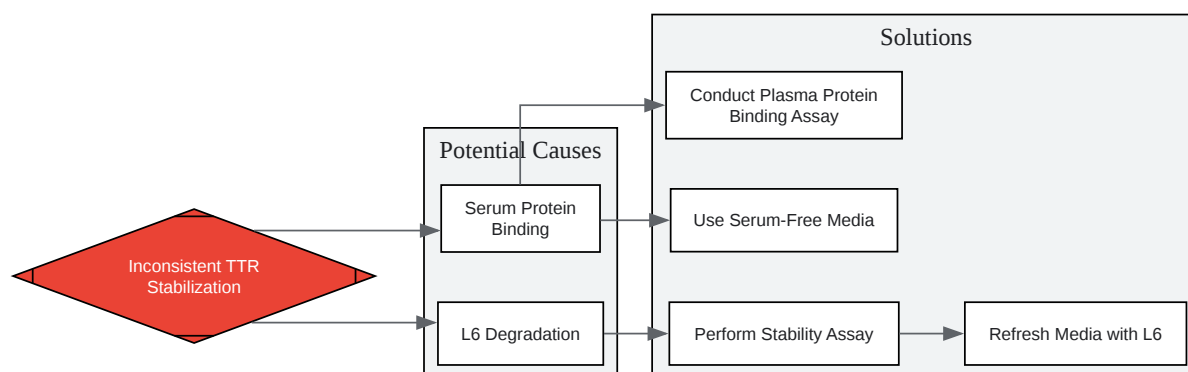 Solutions
Conduct Plasma Protein
Binding Assay
Potential Causes
Serum Protein
Binding
Use Serum-Free Media
Inconsistent TTR
Stabilization
L6 Degradation
Perform Stability Assay
Refresh Media with L6